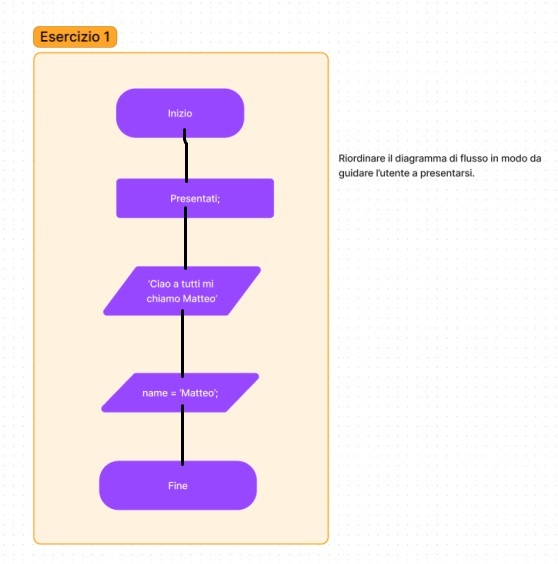 Esercizio 1
Inizio
Riordinare il diagramma di flusso in modo da
guidare l'utente a presentarsi.
Presentati;
'Ciao a tutti mi
chiamo Matteo'
name = 'Matteo';
Fine